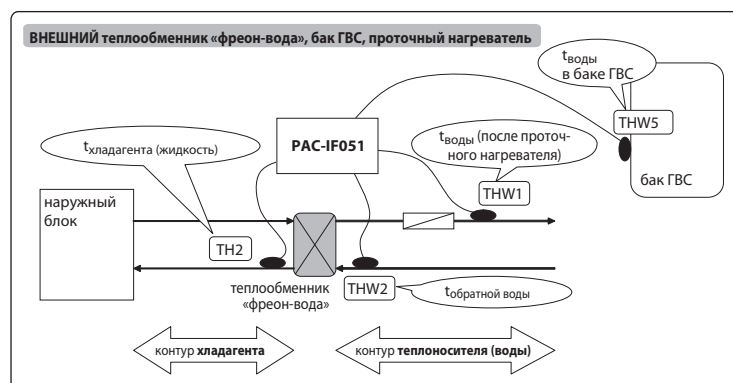 ВНЕШНИЙ теплообменник «фреон-вода», бак ГВС, проточный нагреватель
tводы
в баке ГВС
THW5
бак ГВС
PAC-IF051
tводы (после проточ-
ного нагревателя)
THW1
tхладагента (жидкость)
наружный
блок
TH2
теплообменник
«фреон-вода»
THW2
tобратной воды
контур хладагента
контур теплоносителя (воды)